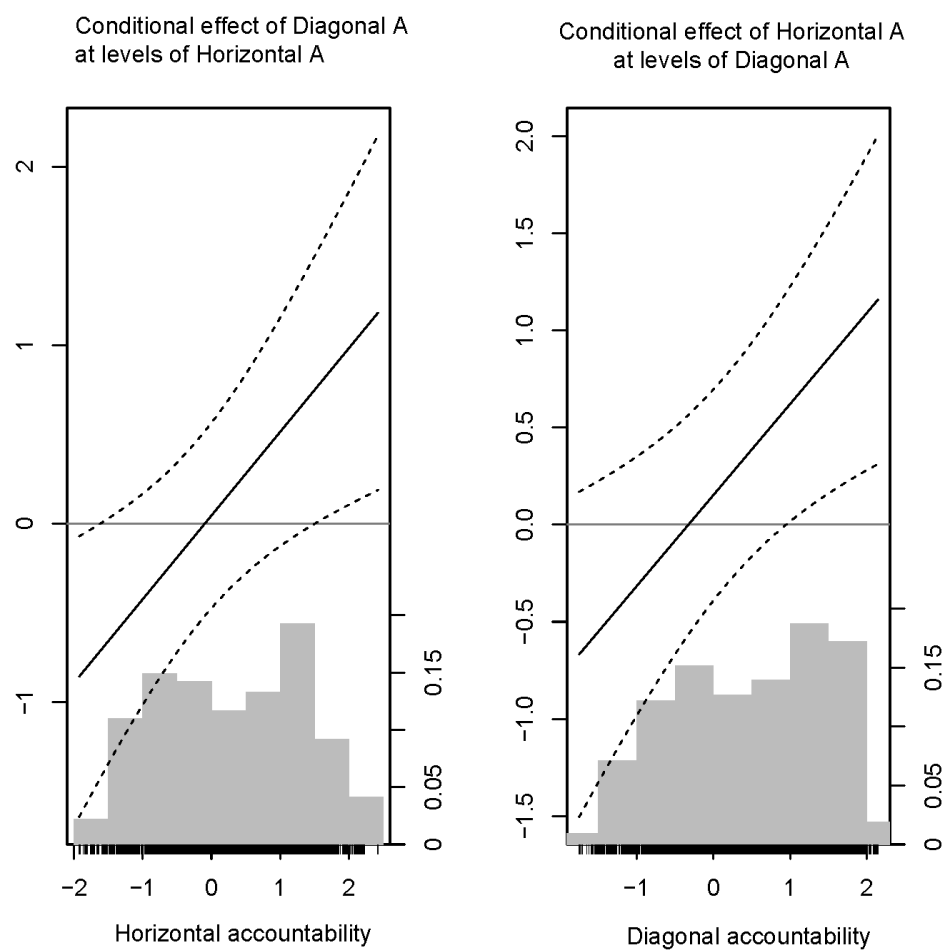 Conditional effect of Diagonal A
at levels of Horizontal A
2
1
0
−1
0.15
0.05
0
−2 −1 0 1 2
Horizontal accountability
Conditional effect of Horizontal A
at levels of Diagonal A
2.0
1.5
1.0
0.5
0.0
−0.5
−1.0
−1.5
0.15
0.05
0
−1 0 1 2
Diagonal accountability